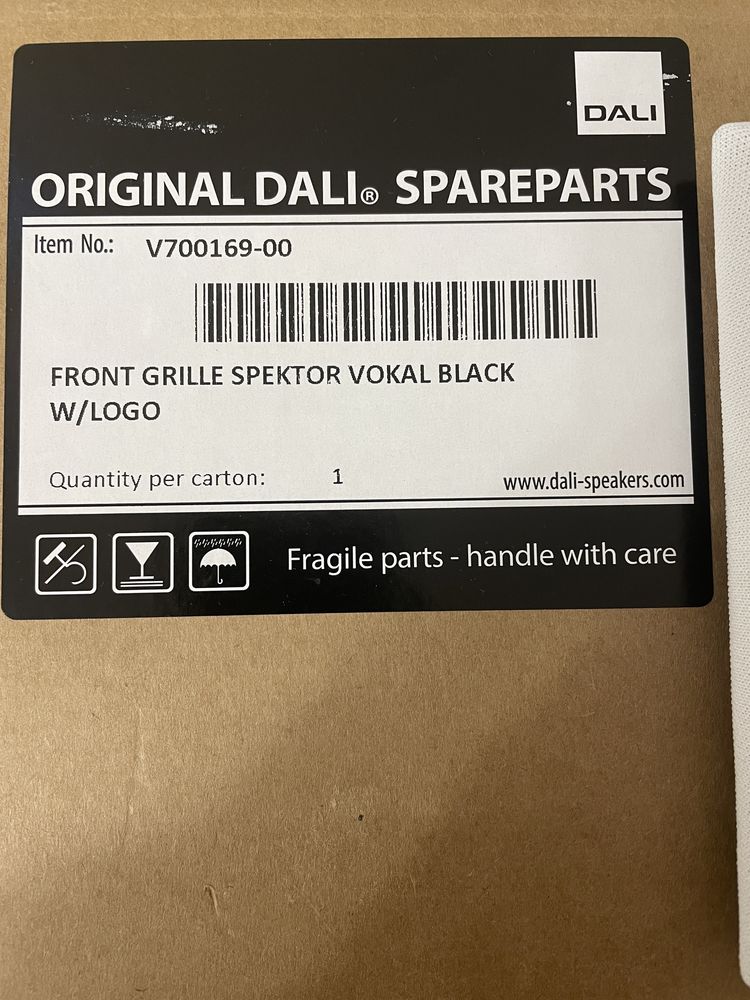 DALI
ORIGINAL DALI® SPAREPARTS
Item No.: V700169-00
FRONT GRILLE SPEKTOR VOKAL BLACK
W/LOGO
Quantity per carton: 1 www.dali-speakers.com
Fragile parts - handle with care